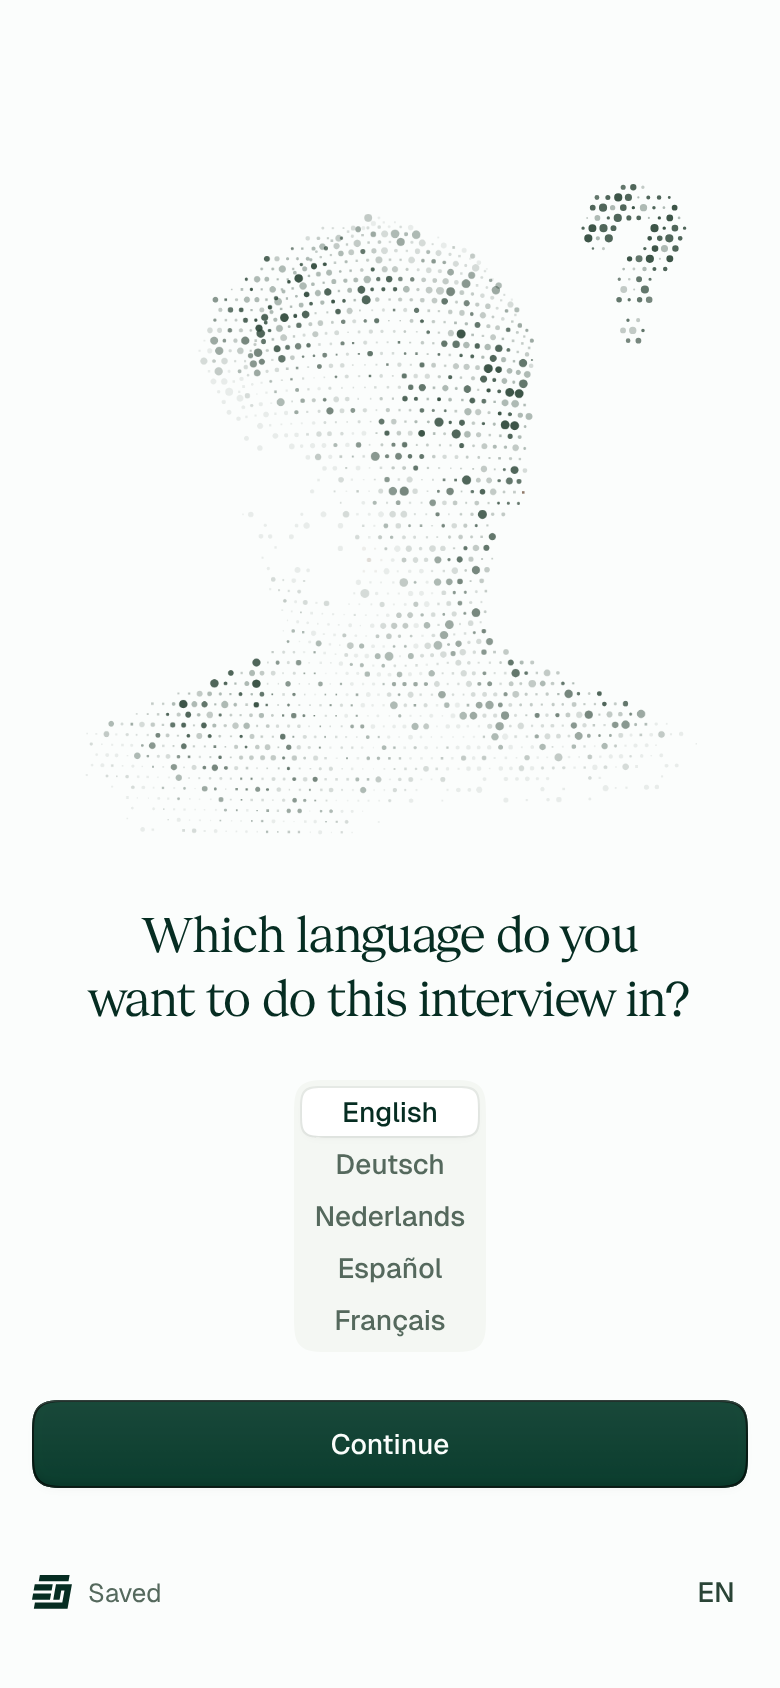 Which language do you
want to do this interview in?
English
Deutsch
Nederlands
Español
Français
Continue
Saved
EN